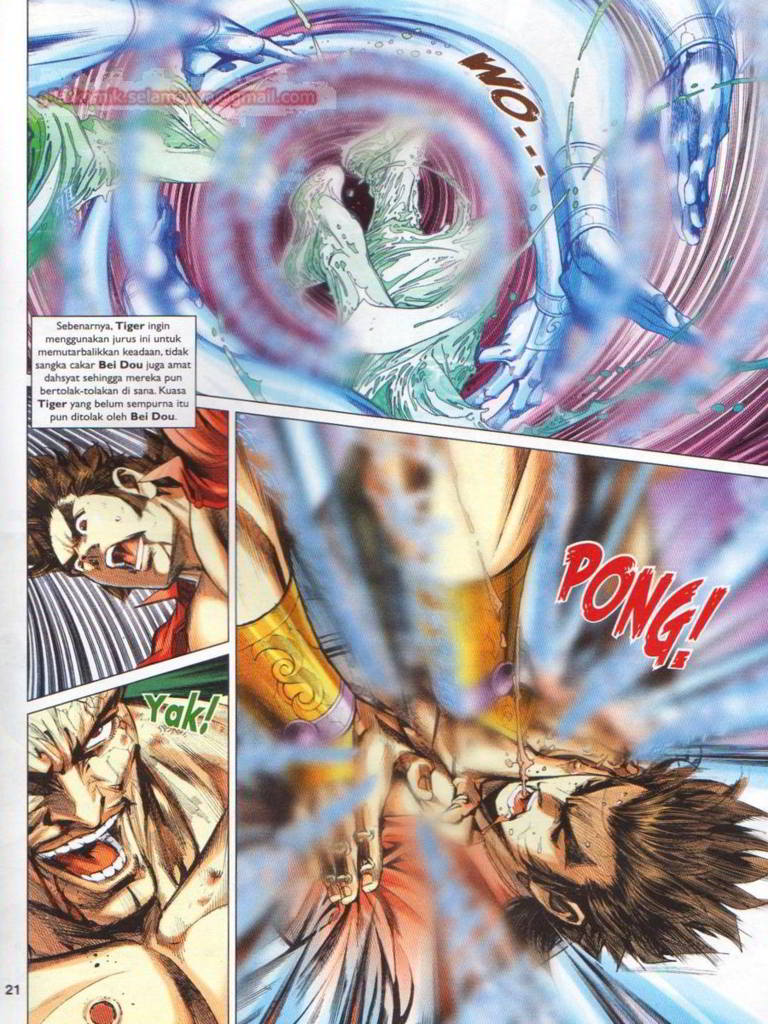 WO---
Sebenarnya, Tiger ingin
menggunakan jurus ini untuk
memutarbalikkan keadaan, tidak
sangka cakar Bei Dou juga amat
dahsyat sehingga mereka pun
bertolak-tolakan di sana. Kuasa
Tiger yang belum sempurna itu
pun ditolak oleh Bei Dou.
PONG!
Yak!
21